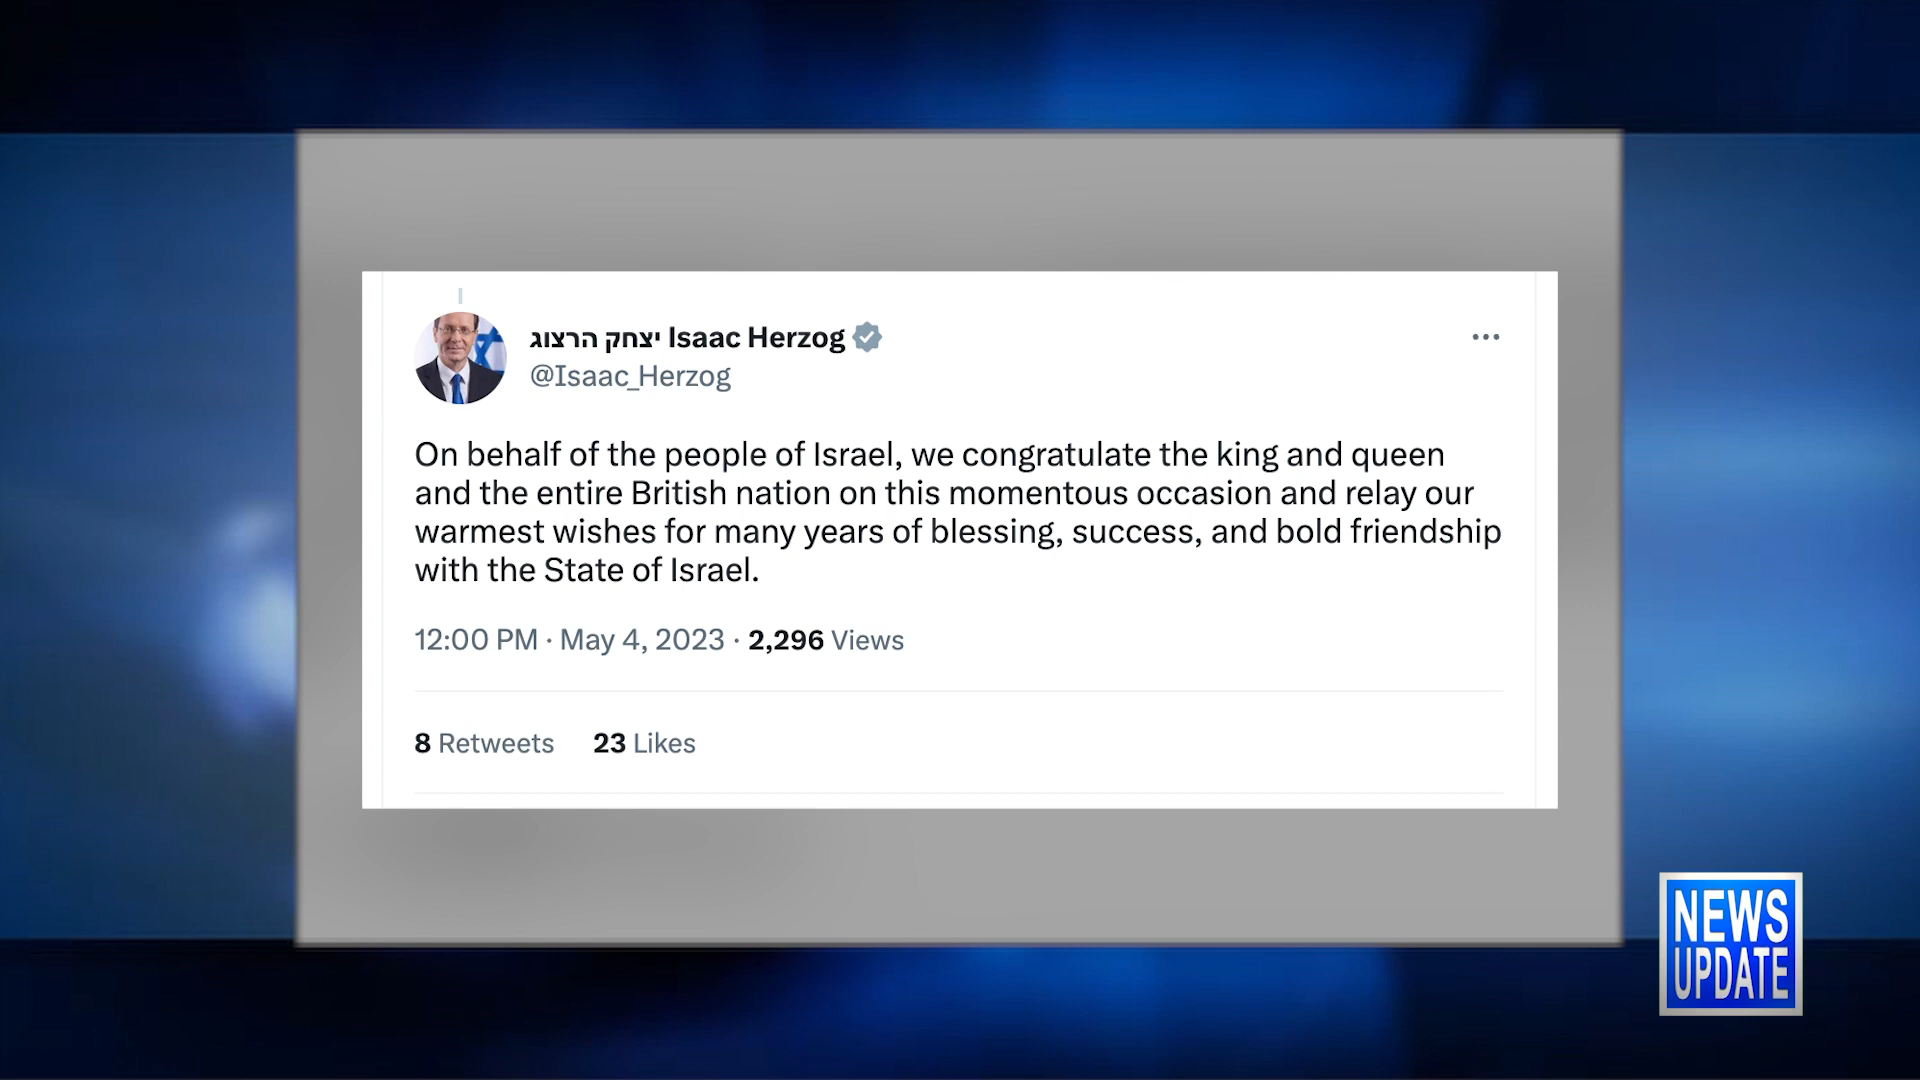 יצחק הרצוג Isaac Herzog
@Isaac_Herzog
On behalf of the people of Israel, we congratulate the king and queen
and the entire British nation on this momentous occasion and relay our
warmest wishes for many years of blessing, success, and bold friendship
with the State of Israel.
12:00 PM · May 4, 2023 · 2,296 Views
8 Retweets 23 Likes
NEWS
UPDATE